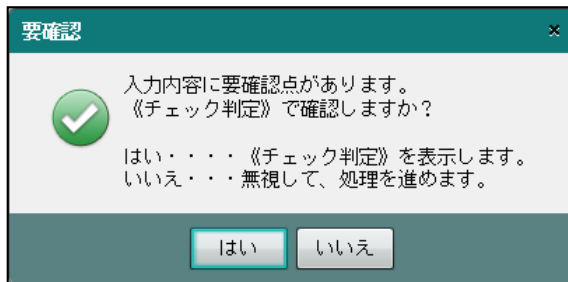 要確認
入力内容に要確認点があります。
《チェック判定》で確認しますか？
はい・・・・《チェック判定》を表示します。
いいえ・・・無視して、処理を進めます。
はい
いいえ